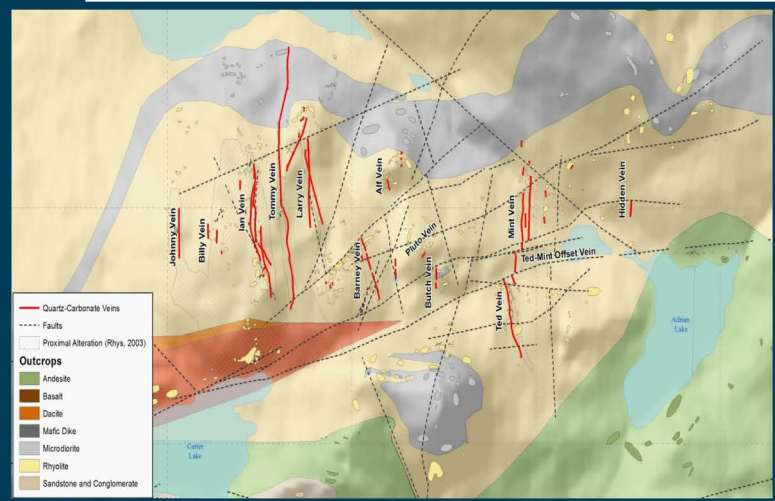 Johnny Vein
Billy Vein
Ian Vein
Tommy Vein
Larry Vein
Alf Vein
Barney Vein
Pluto Vein
Butch Vein
Mint Vein
Hidden Vein
Ted-Mint Offset Vein
Ted Vein
Adrian
Lake
Carter
Lake
Quartz-Carbonate Veins
Faults
Proximal Alteration (Rhys, 2003)
Outcrops
Andesite
Basalt
Dacite
Mafic Dike
Microdiorite
Rhyolite
Sandstone and Conglomerate